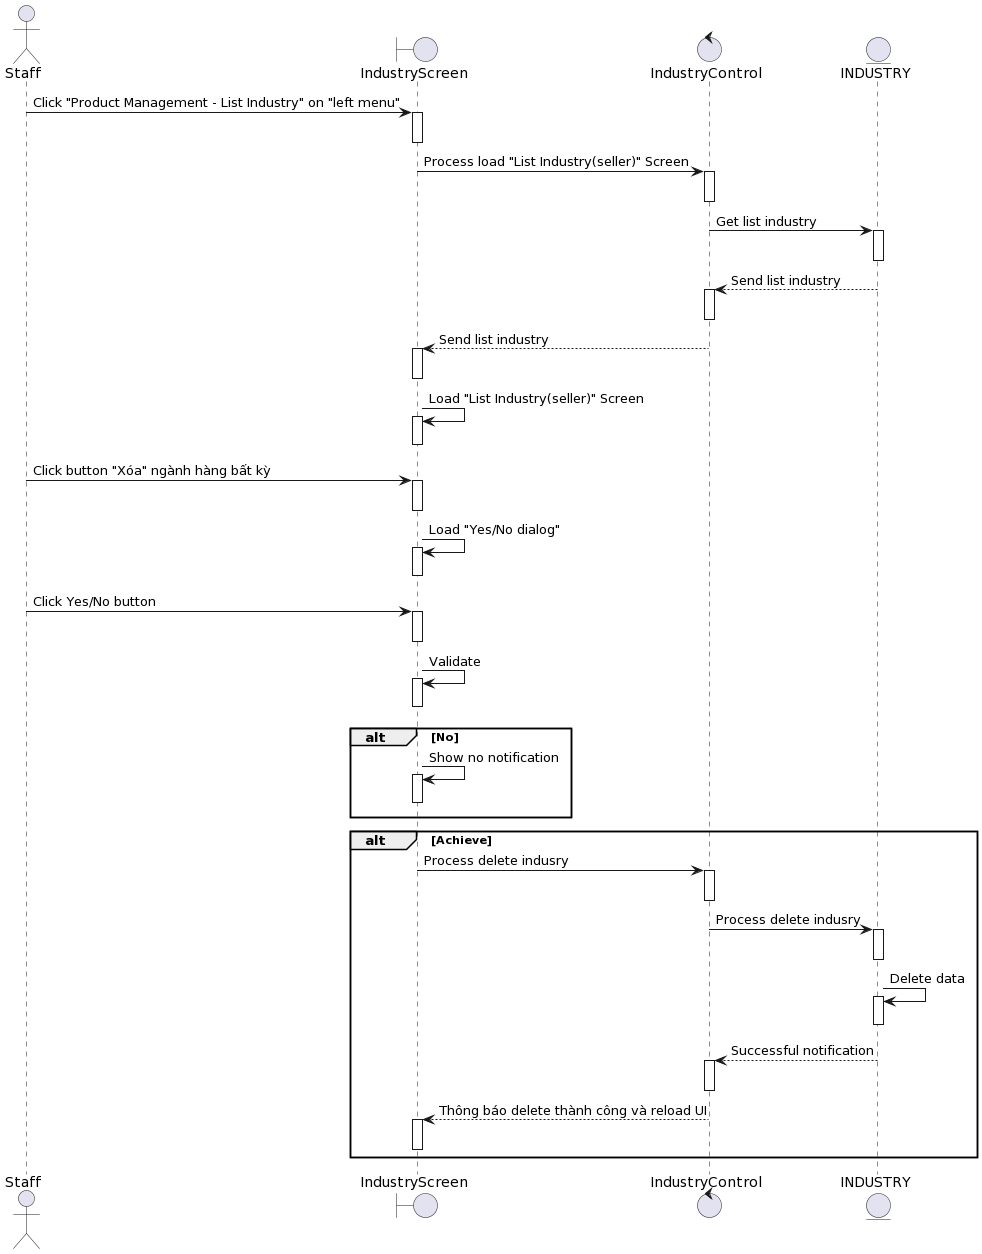 Staff
IndustryScreen
IndustryControl
INDUSTRY
Click "Product Management - List Industry" on "left menu"
Process load "List Industry(seller)" Screen
Get list industry
Send list industry
Send list industry
Load "List Industry(seller)" Screen
Click button "Xóa" ngành hàng bất kỳ
Load "Yes/No dialog"
Click Yes/No button
Validate
alt [No]
Show no notification
alt [Achieve]
Process delete indusry
Process delete indusry
Delete data
Successful notification
Thông báo delete thành công và reload UI
Staff
IndustryScreen
IndustryControl
INDUSTRY